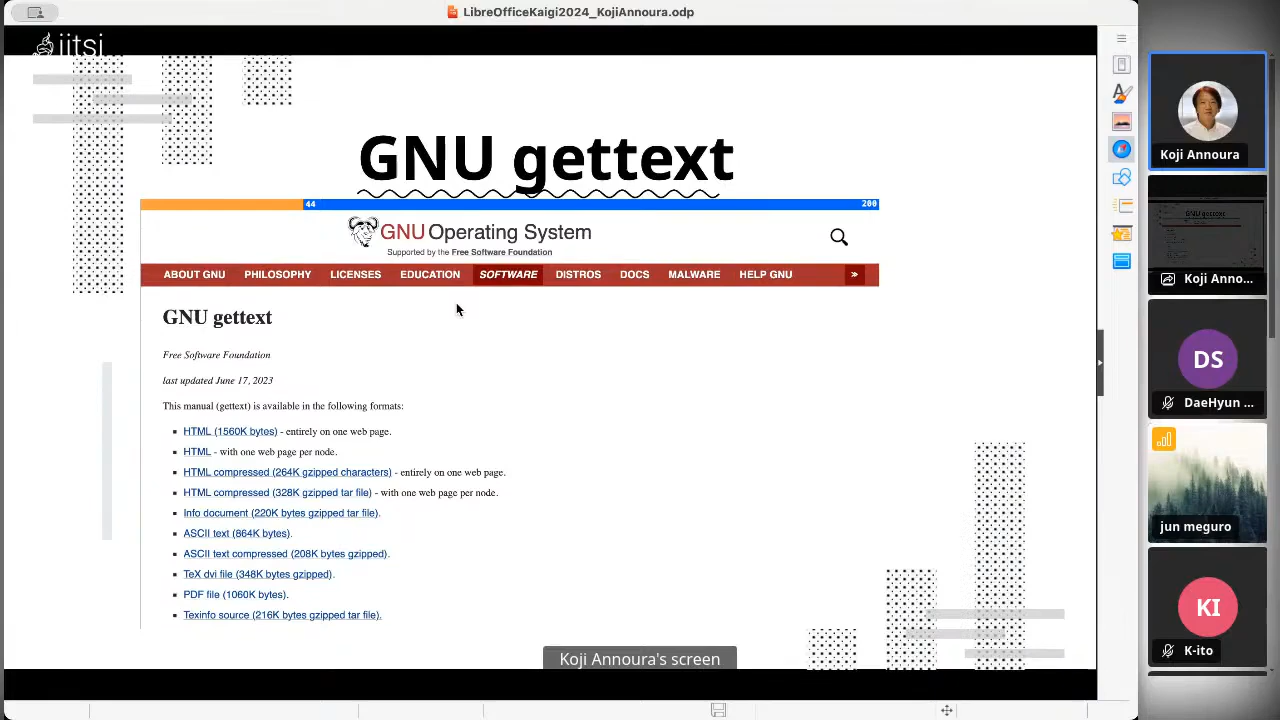 LibreOfficeKaigi2024_KojiAnnoura.odp
iitsi
GNU gettext
44
200
GNU Operating System
Supported by the Free Software Foundation
ABOUT GNU
PHILOSOPHY
LICENSES
EDUCATION
SOFTWARE
DISTROS
DOCS
MALWARE
HELP GNU
»
GNU gettext
Free Software Foundation
last updated June 17, 2023
This manual (gettext) is available in the following formats:
HTML (1560K bytes) - entirely on one web page.
HTML - with one web page per node.
HTML compressed (264K gzipped characters) - entirely on one web page.
HTML compressed (328K gzipped tar file) - with one web page per node.
Info document (220K bytes gzipped tar file).
ASCII text (864K bytes).
ASCII text compressed (208K bytes gzipped).
TeX dvi file (348K bytes gzipped).
PDF file (1060K bytes).
Texinfo source (216K bytes gzipped tar file).
Koji Annoura's screen
Koji Annoura
GNU gettext
Koji Anno...
DS
DaeHyun ...
jun meguro
KI
K-ito